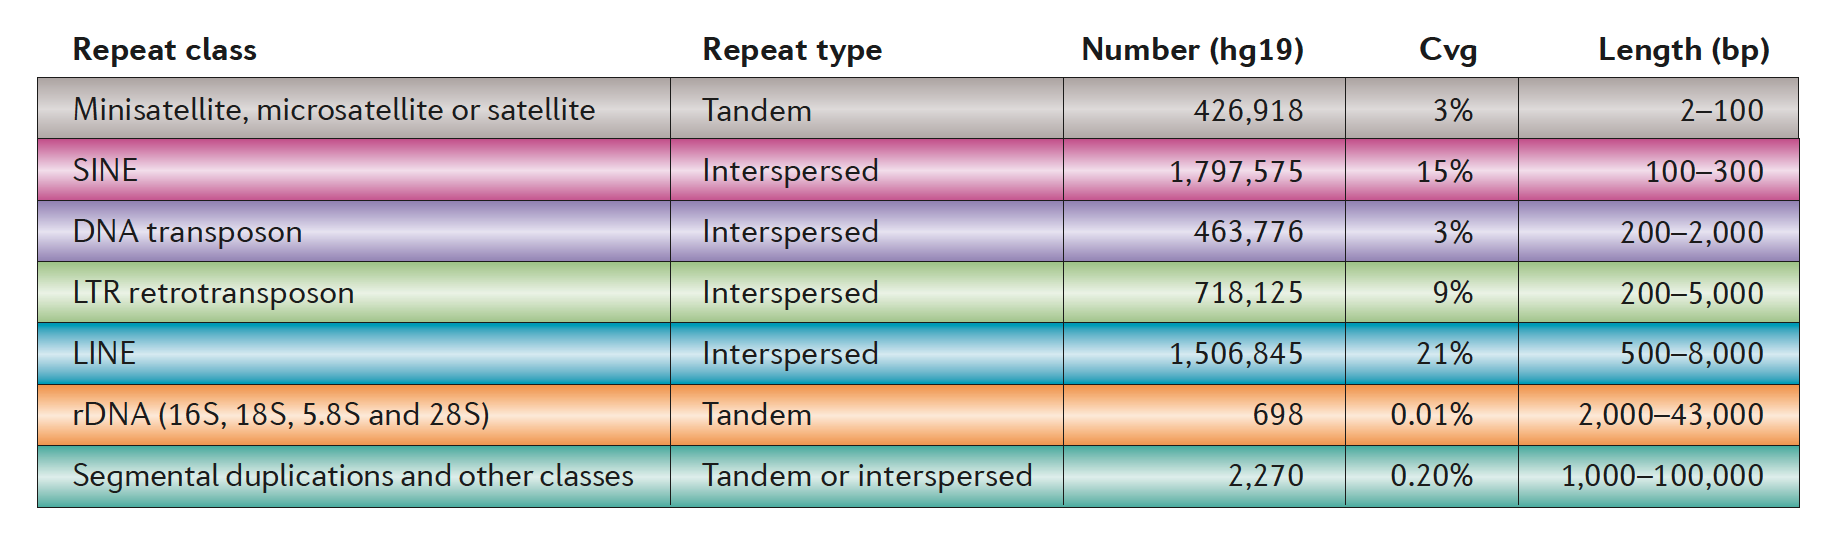 Repeat class Repeat type Number (hg19) Cvg Length (bp)
Minisatellite, microsatellite or satellite Tandem 426,918 3% 2–100
SINE Interspersed 1,797,575 15% 100–300
DNA transposon Interspersed 463,776 3% 200–2,000
LTR retrotransposon Interspersed 718,125 9% 200–5,000
LINE Interspersed 1,506,845 21% 500–8,000
rDNA (16S, 18S, 5.8S and 28S) Tandem 698 0.01% 2,000–43,000
Segmental duplications and other classes Tandem or interspersed 2,270 0.20% 1,000–100,000